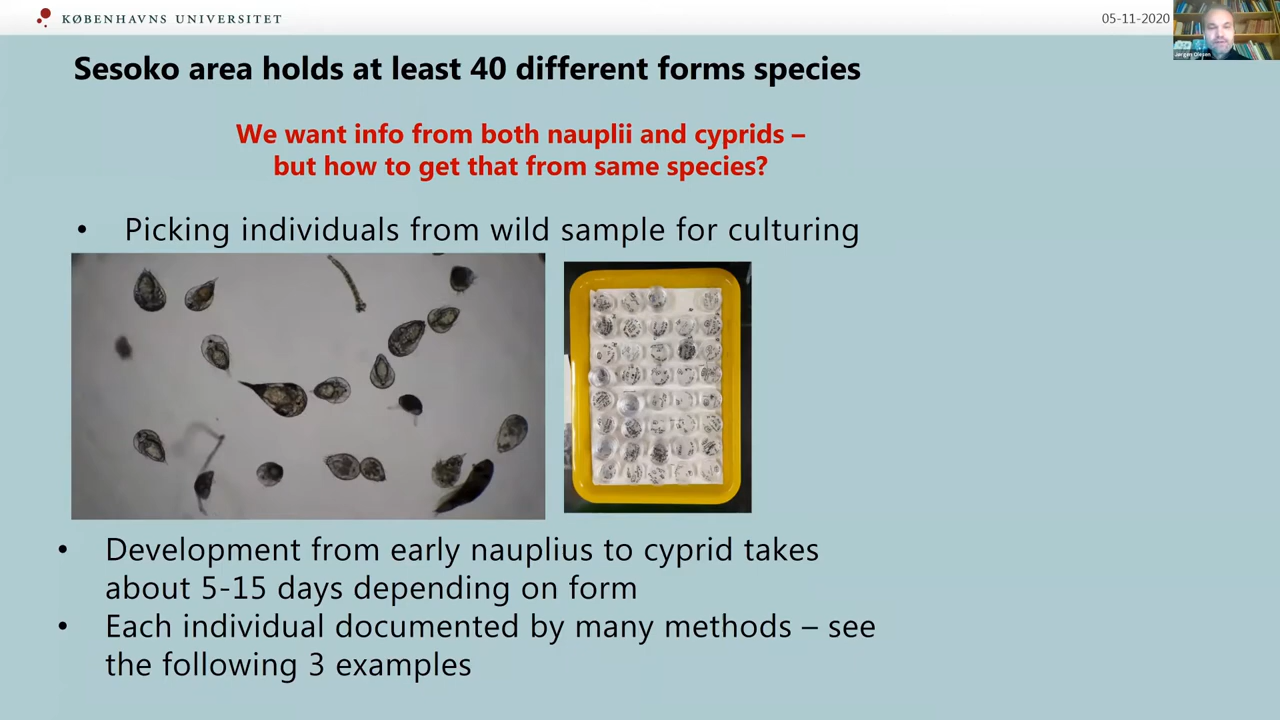 KØBENHAVNS UNIVERSITET
05-11-2020
Jørgen Olesen
Sesoko area holds at least 40 different forms species
We want info from both nauplii and cyprids –
but how to get that from same species?
• Picking individuals from wild sample for culturing
• Development from early nauplius to cyprid takes
about 5-15 days depending on form
• Each individual documented by many methods – see
the following 3 examples